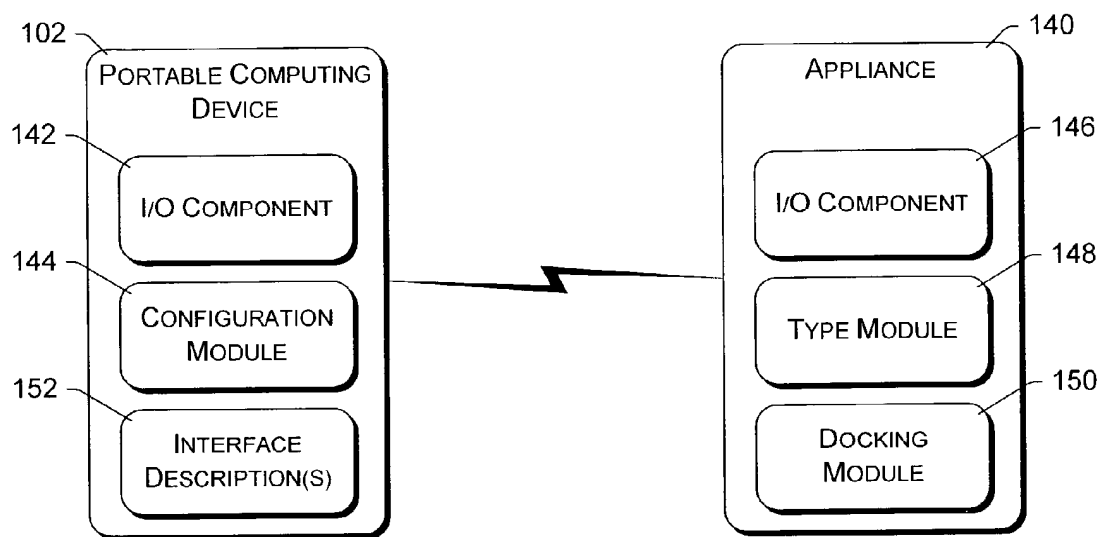 102
PORTABLE COMPUTING
DEVICE
142
I/O COMPONENT
144
CONFIGURATION
MODULE
152
INTERFACE
DESCRIPTION(S)
140
APPLIANCE
146
I/O COMPONENT
148
TYPE MODULE
150
DOCKING
MODULE